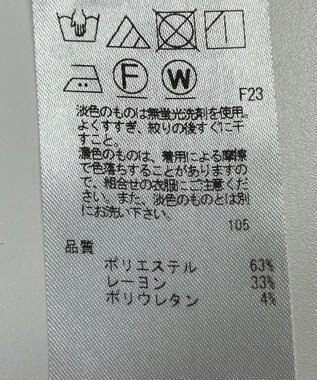 F W
F23
淡色のものは無蛍光洗剤を使用。
よくすすぎ、絞りの後すぐに干
すこと。
濃色のものは、着用による摩擦
で色落ちすることがありますの
で、組合せの衣服にご注意くだ
さい。また、淡色のものとは別
にお洗い下さい。
105
品質
ポリエステル 63%
レーヨン 33%
ポリウレタン 4%